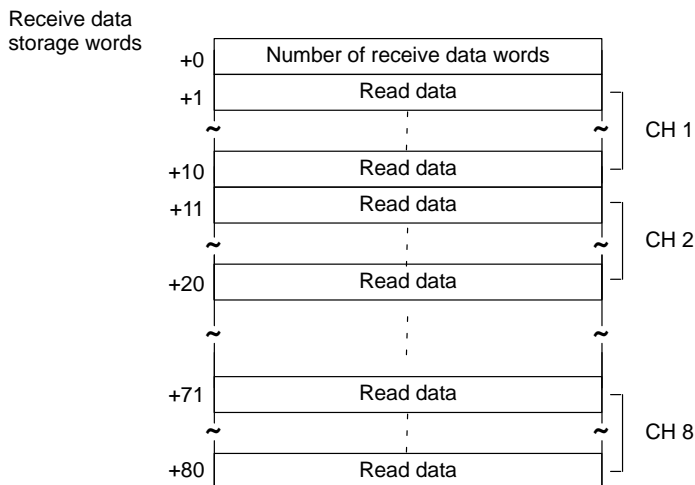 Receive data
storage words
+0 Number of receive data words
+1 Read data
CH 1
+10 Read data
+11 Read data
CH 2
+20 Read data
+71 Read data
CH 8
+80 Read data